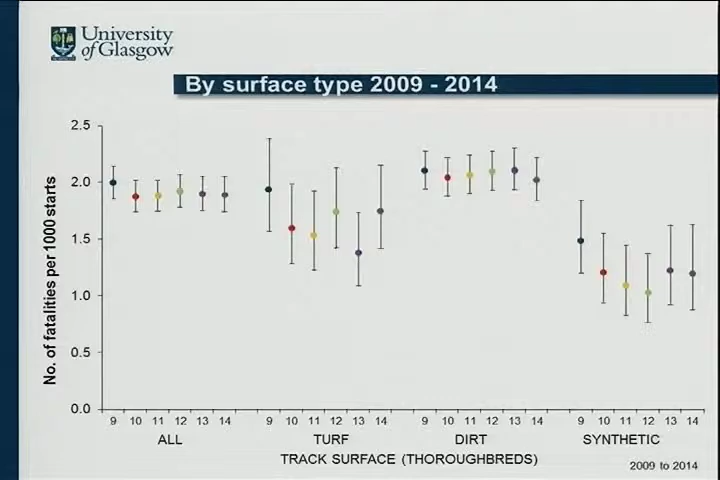 University
of Glasgow
By surface type 2009 - 2014
No. of fatalities per 1000 starts
2.5
2.0
1.5
1.0
0.5
0.0
9 10 11 12 13 14 9 10 11 12 13 14 9 10 11 12 13 14 9 10 11 12 13 14
ALL TURF DIRT SYNTHETIC
TRACK SURFACE (THOROUGHBREDS)
2009 to 2014